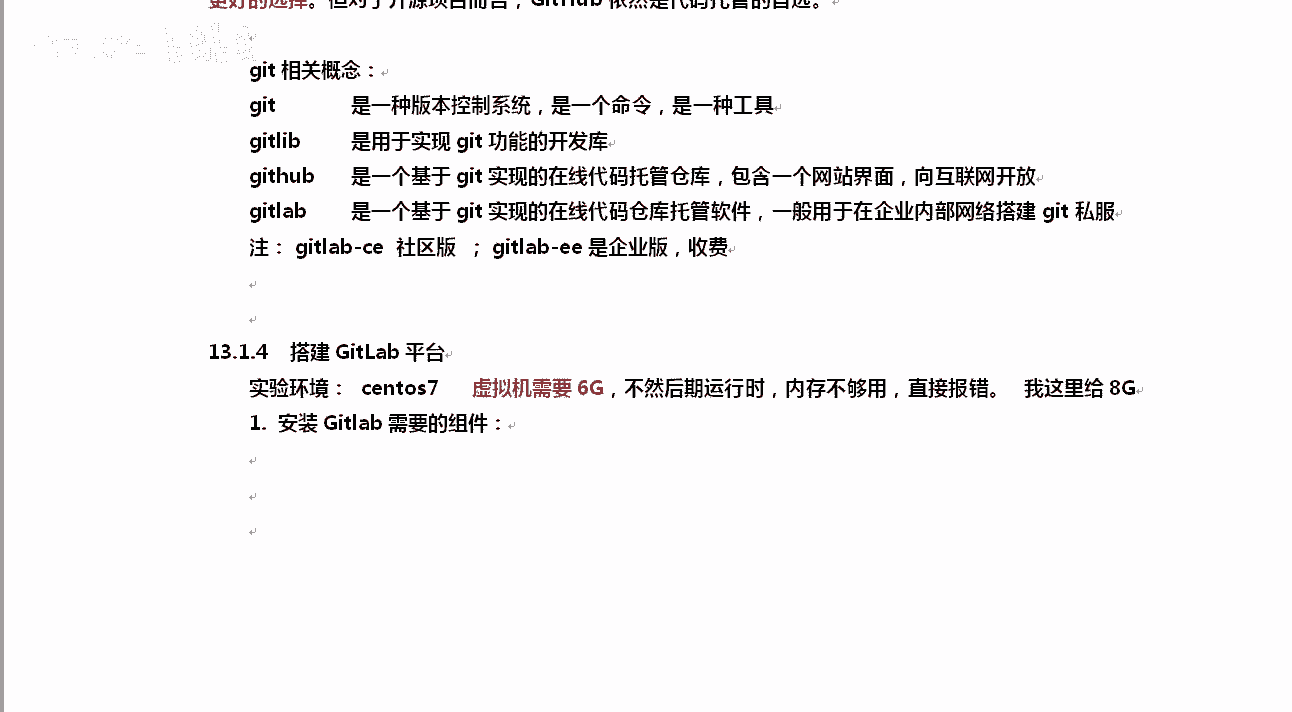 更好的选择。但对于开源项目而言，GitHub 依然是代码托管的首选。
git 相关概念：
git 是一种版本控制系统，是一个命令，是一种工具
gitlib 是用于实现 git 功能的开发库
github 是一个基于 git 实现的在线代码托管仓库，包含一个网站界面，向互联网开放
gitlab 是一个基于 git 实现的在线代码仓库托管软件，一般用于在企业内部网络搭建 git 私服
注： gitlab-ce 社区版 ； gitlab-ee 是企业版，收费
13.1.4 搭建 GitLab 平台
实验环境： centos7 虚拟机需要 6G，不然后期运行时，内存不够用，直接报错。 我这里给 8G
1. 安装 Gitlab 需要的组件：